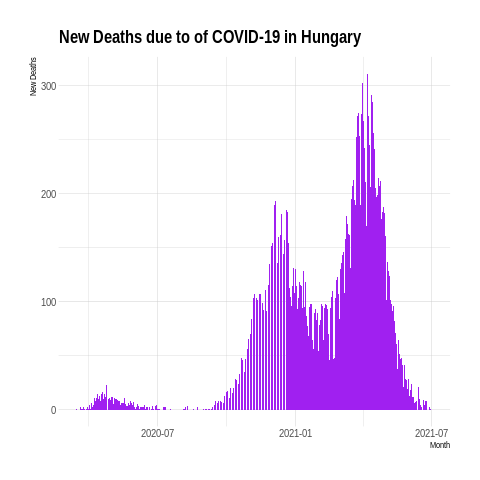 New Deaths due to of COVID-19 in Hungary
New Deaths
300
200
100
0
2020-07
2021-01
2021-07
Month